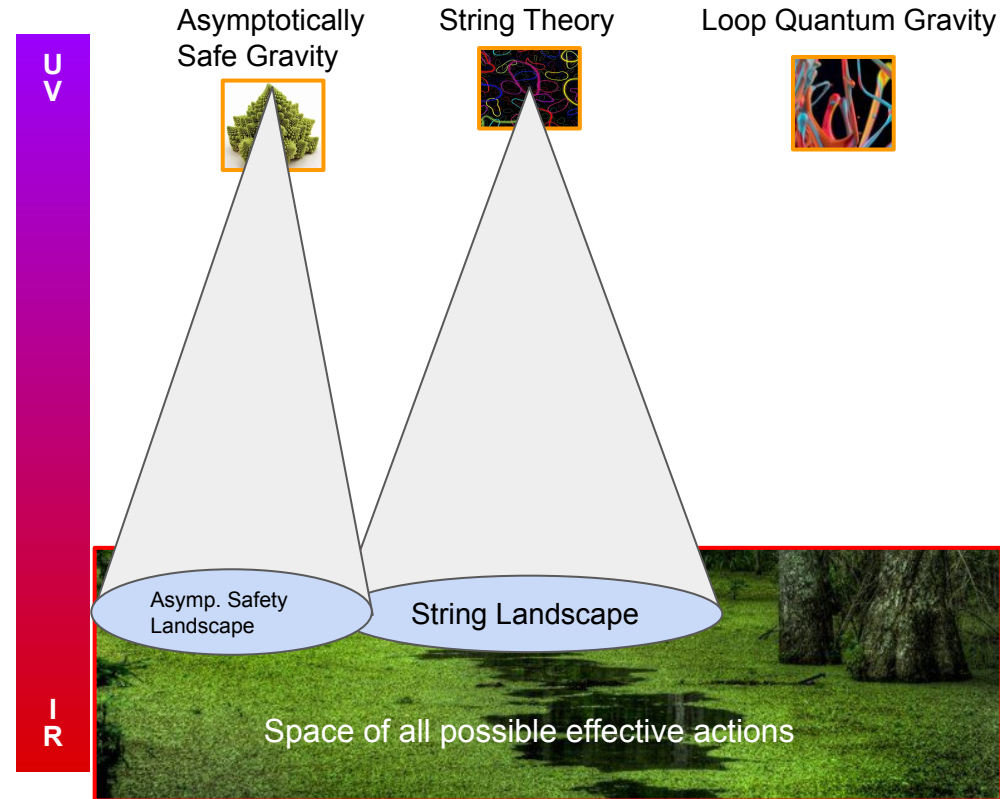 Asymptotically
Safe Gravity
String Theory
Loop Quantum Gravity
U
V
Asymp. Safety
Landscape
String Landscape
I
R
Space of all possible effective actions